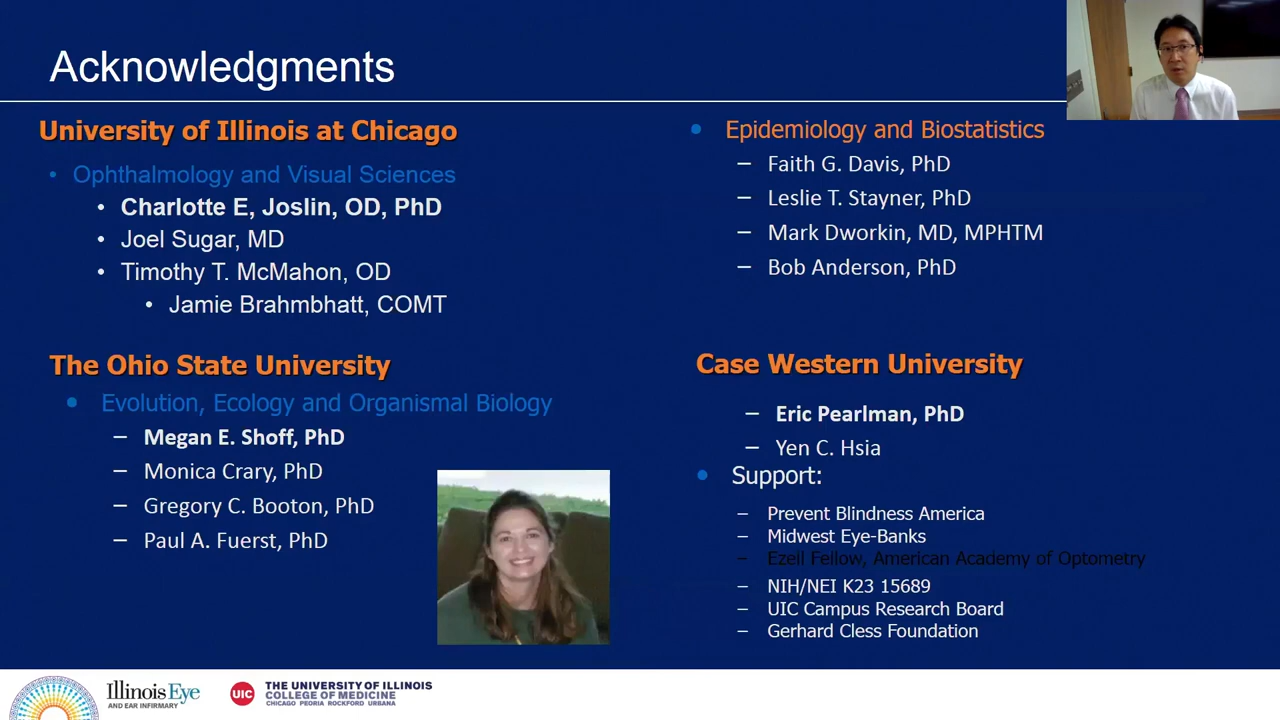 Acknowledgments
University of Illinois at Chicago
• Ophthalmology and Visual Sciences
• Charlotte E, Joslin, OD, PhD
• Joel Sugar, MD
• Timothy T. McMahon, OD
• Jamie Brahmbhatt, COMT
The Ohio State University
• Evolution, Ecology and Organismal Biology
– Megan E. Shoff, PhD
– Monica Crary, PhD
– Gregory C. Booton, PhD
– Paul A. Fuerst, PhD
• Epidemiology and Biostatistics
– Faith G. Davis, PhD
– Leslie T. Stayner, PhD
– Mark Dworkin, MD, MPHTM
– Bob Anderson, PhD
Case Western University
– Eric Pearlman, PhD
– Yen C. Hsia
• Support:
– Prevent Blindness America
– Midwest Eye-Banks
– Ezell Fellow, American Academy of Optometry
– NIH/NEI K23 15689
– UIC Campus Research Board
– Gerhard Cless Foundation
Illinois Eye
AND EAR INFIRMARY
UIC
THE UNIVERSITY OF ILLINOIS
COLLEGE OF MEDICINE
CHICAGO PEORIA ROCKFORD URBANA